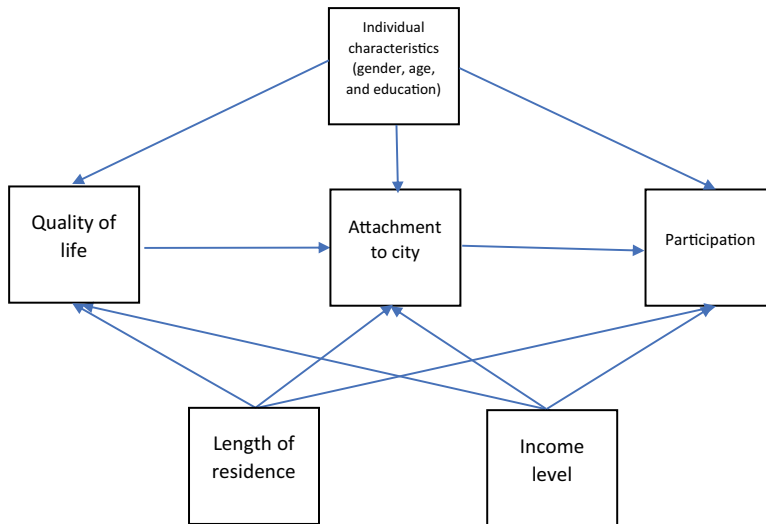 Individual
characteristics
(gender, age,
and education)
Quality of
life
Attachment
to city
Participation
Length of
residence
Income
level